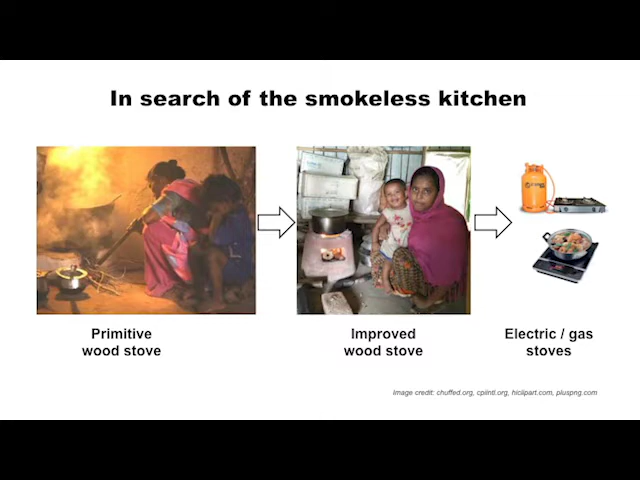 In search of the smokeless kitchen
Primitive
wood stove
Improved
wood stove
Electric / gas
stoves
Image credit: chuffed.org, cpiintl.org, hiclipart.com, pluspng.com